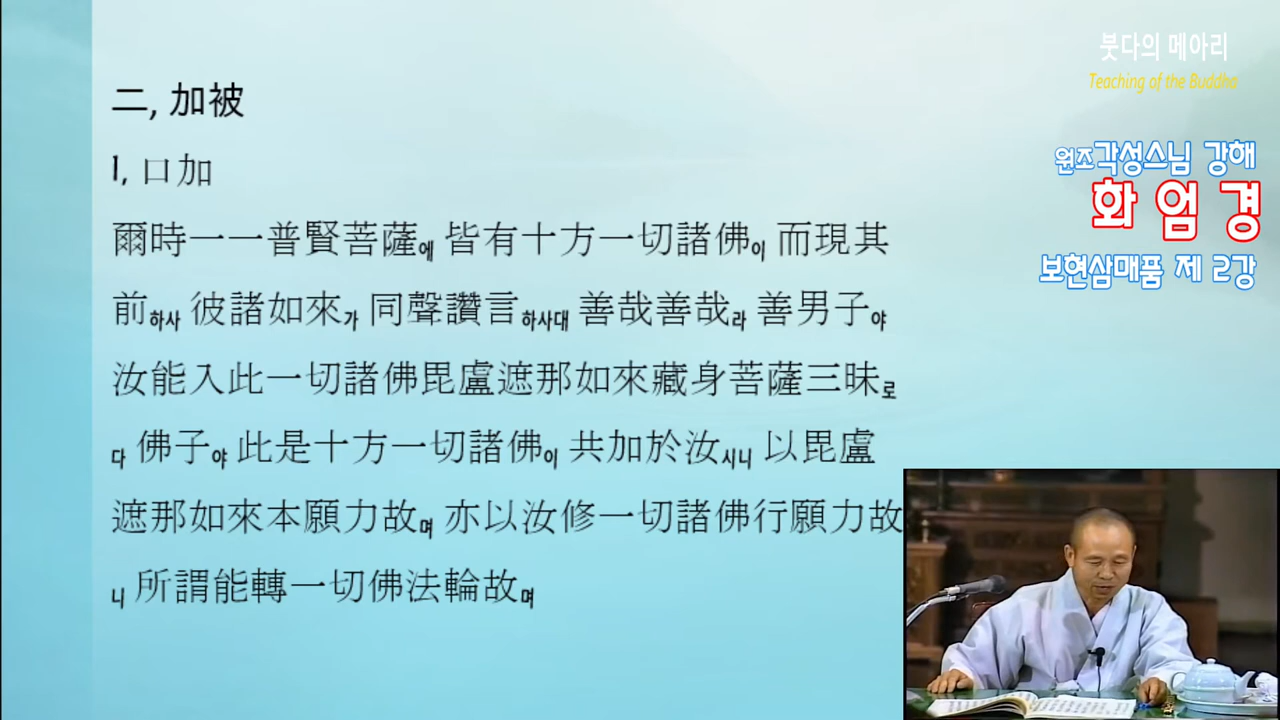 二, 加被
1, 口加
爾時一一普賢菩薩에 皆有十方一切諸佛이 而現其
前하사 彼諸如來가 同聲讚言하사대 善哉善哉라 善男子야
汝能入此一切諸佛毘盧遮那如來藏身菩薩三昧로
다 佛子야 此是十方一切諸佛이 共加於汝시니 以毘盧
遮那如來本願力故며 亦以汝修一切諸佛行願力故
니 所謂能轉一切佛法輪故며
붓다의 메아리
Teaching of the Buddha
원조각성스님 강해
화엄경
보현삼매품 제 2강